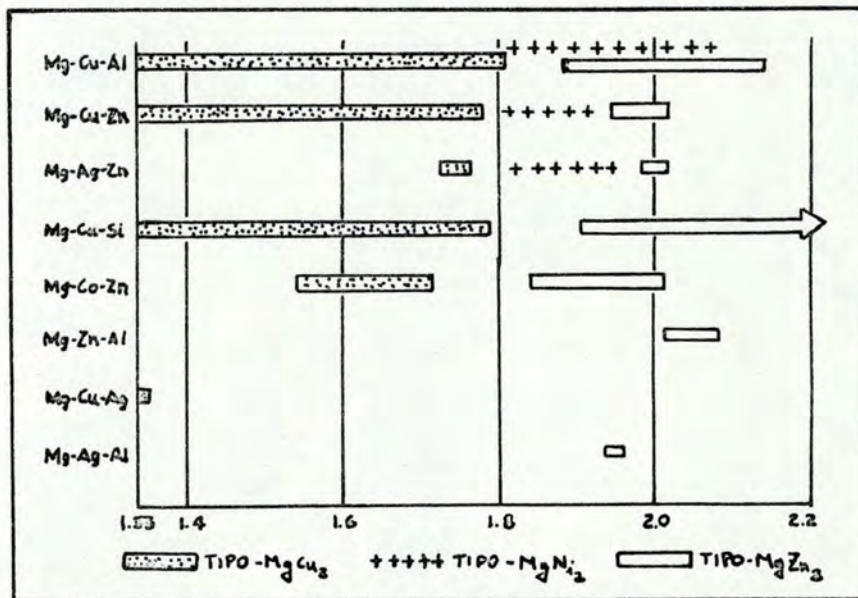 Mg-Cu-Al
Mg-Cu-Zn
Mg-Ag-Zn
Mg-Cu-Si
Mg-Co-Zn
Mg-Zn-Al
Mg-Cu-Ag
Mg-Ag-Al
1.33 1.4 1.6 1.8 2.0 2.2
TIPO-MgCu₂ +++++ TIPO-MgNi₂ TIPO-MgZn₂